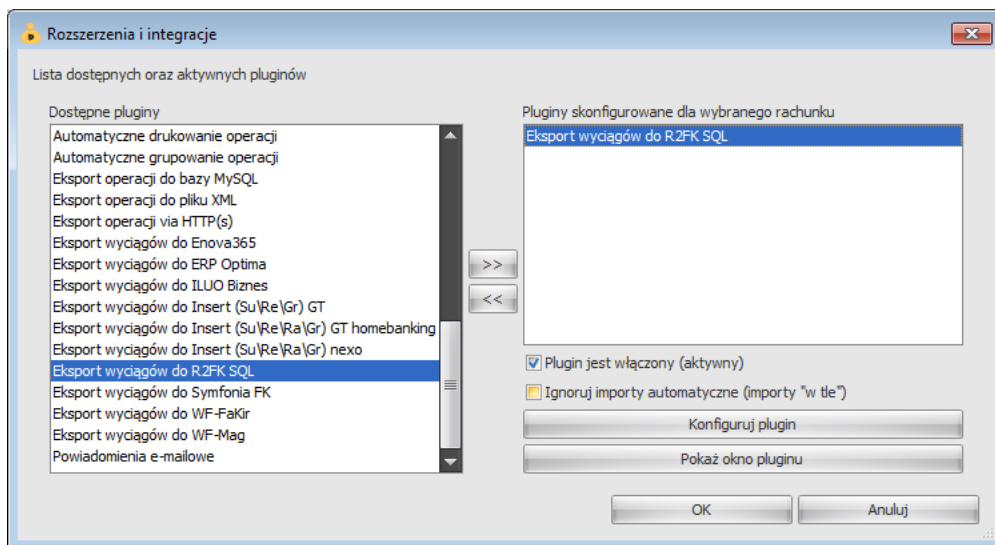 Rozszerzenia i integracje
Lista dostępnych oraz aktywnych pluginów
Dostępne pluginy
Automatyczne drukowanie operacji
Automatyczne grupowanie operacji
Eksport operacji do bazy MySQL
Eksport operacji do pliku XML
Eksport operacji via HTTP(s)
Eksport wyciągów do Enova365
Eksport wyciągów do ERP Optima
Eksport wyciągów do ILUO Biznes
Eksport wyciągów do Insert (Su\Re\Gr) GT
Eksport wyciągów do Insert (Su\Re\Ra\Gr) GT homebanking
Eksport wyciągów do Insert (Su\Re\Ra\Gr) nexo
Eksport wyciągów do R2FK SQL
Eksport wyciągów do Symfonia FK
Eksport wyciągów do WF-FaKir
Eksport wyciągów do WF-Mag
Powiadomienia e-mailowe
>>
<<
Pluginy skonfigurowane dla wybranego rachunku
Eksport wyciągów do R2FK SQL
Plugin jest włączony (aktywny)
Ignoruj importy automatyczne (importy "w tle")
Konfiguruj plugin
Pokaż okno pluginu
OK
Anuluj